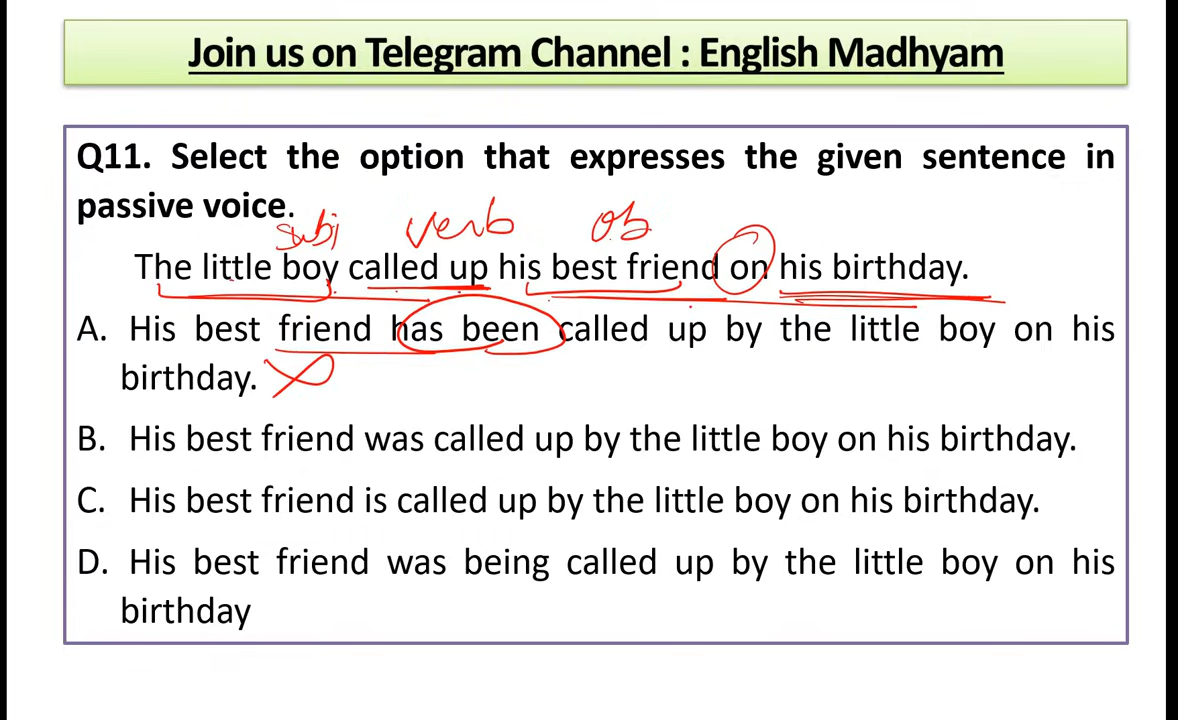 Join us on Telegram Channel : English Madhyam
Q11. Select the option that expresses the given sentence in
passive voice.
subj verb ob
The little boy called up his best friend on his birthday.
A. His best friend has been called up by the little boy on his
birthday.
B. His best friend was called up by the little boy on his birthday.
C. His best friend is called up by the little boy on his birthday.
D. His best friend was being called up by the little boy on his
birthday